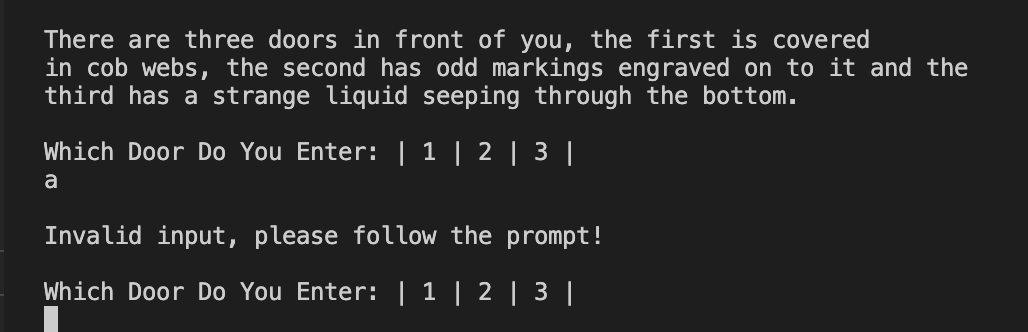 There are three doors in front of you, the first is covered
in cob webs, the second has odd markings engraved on to it and the
third has a strange liquid seeping through the bottom.
Which Door Do You Enter: | 1 | 2 | 3 |
a
Invalid input, please follow the prompt!
Which Door Do You Enter: | 1 | 2 | 3 |